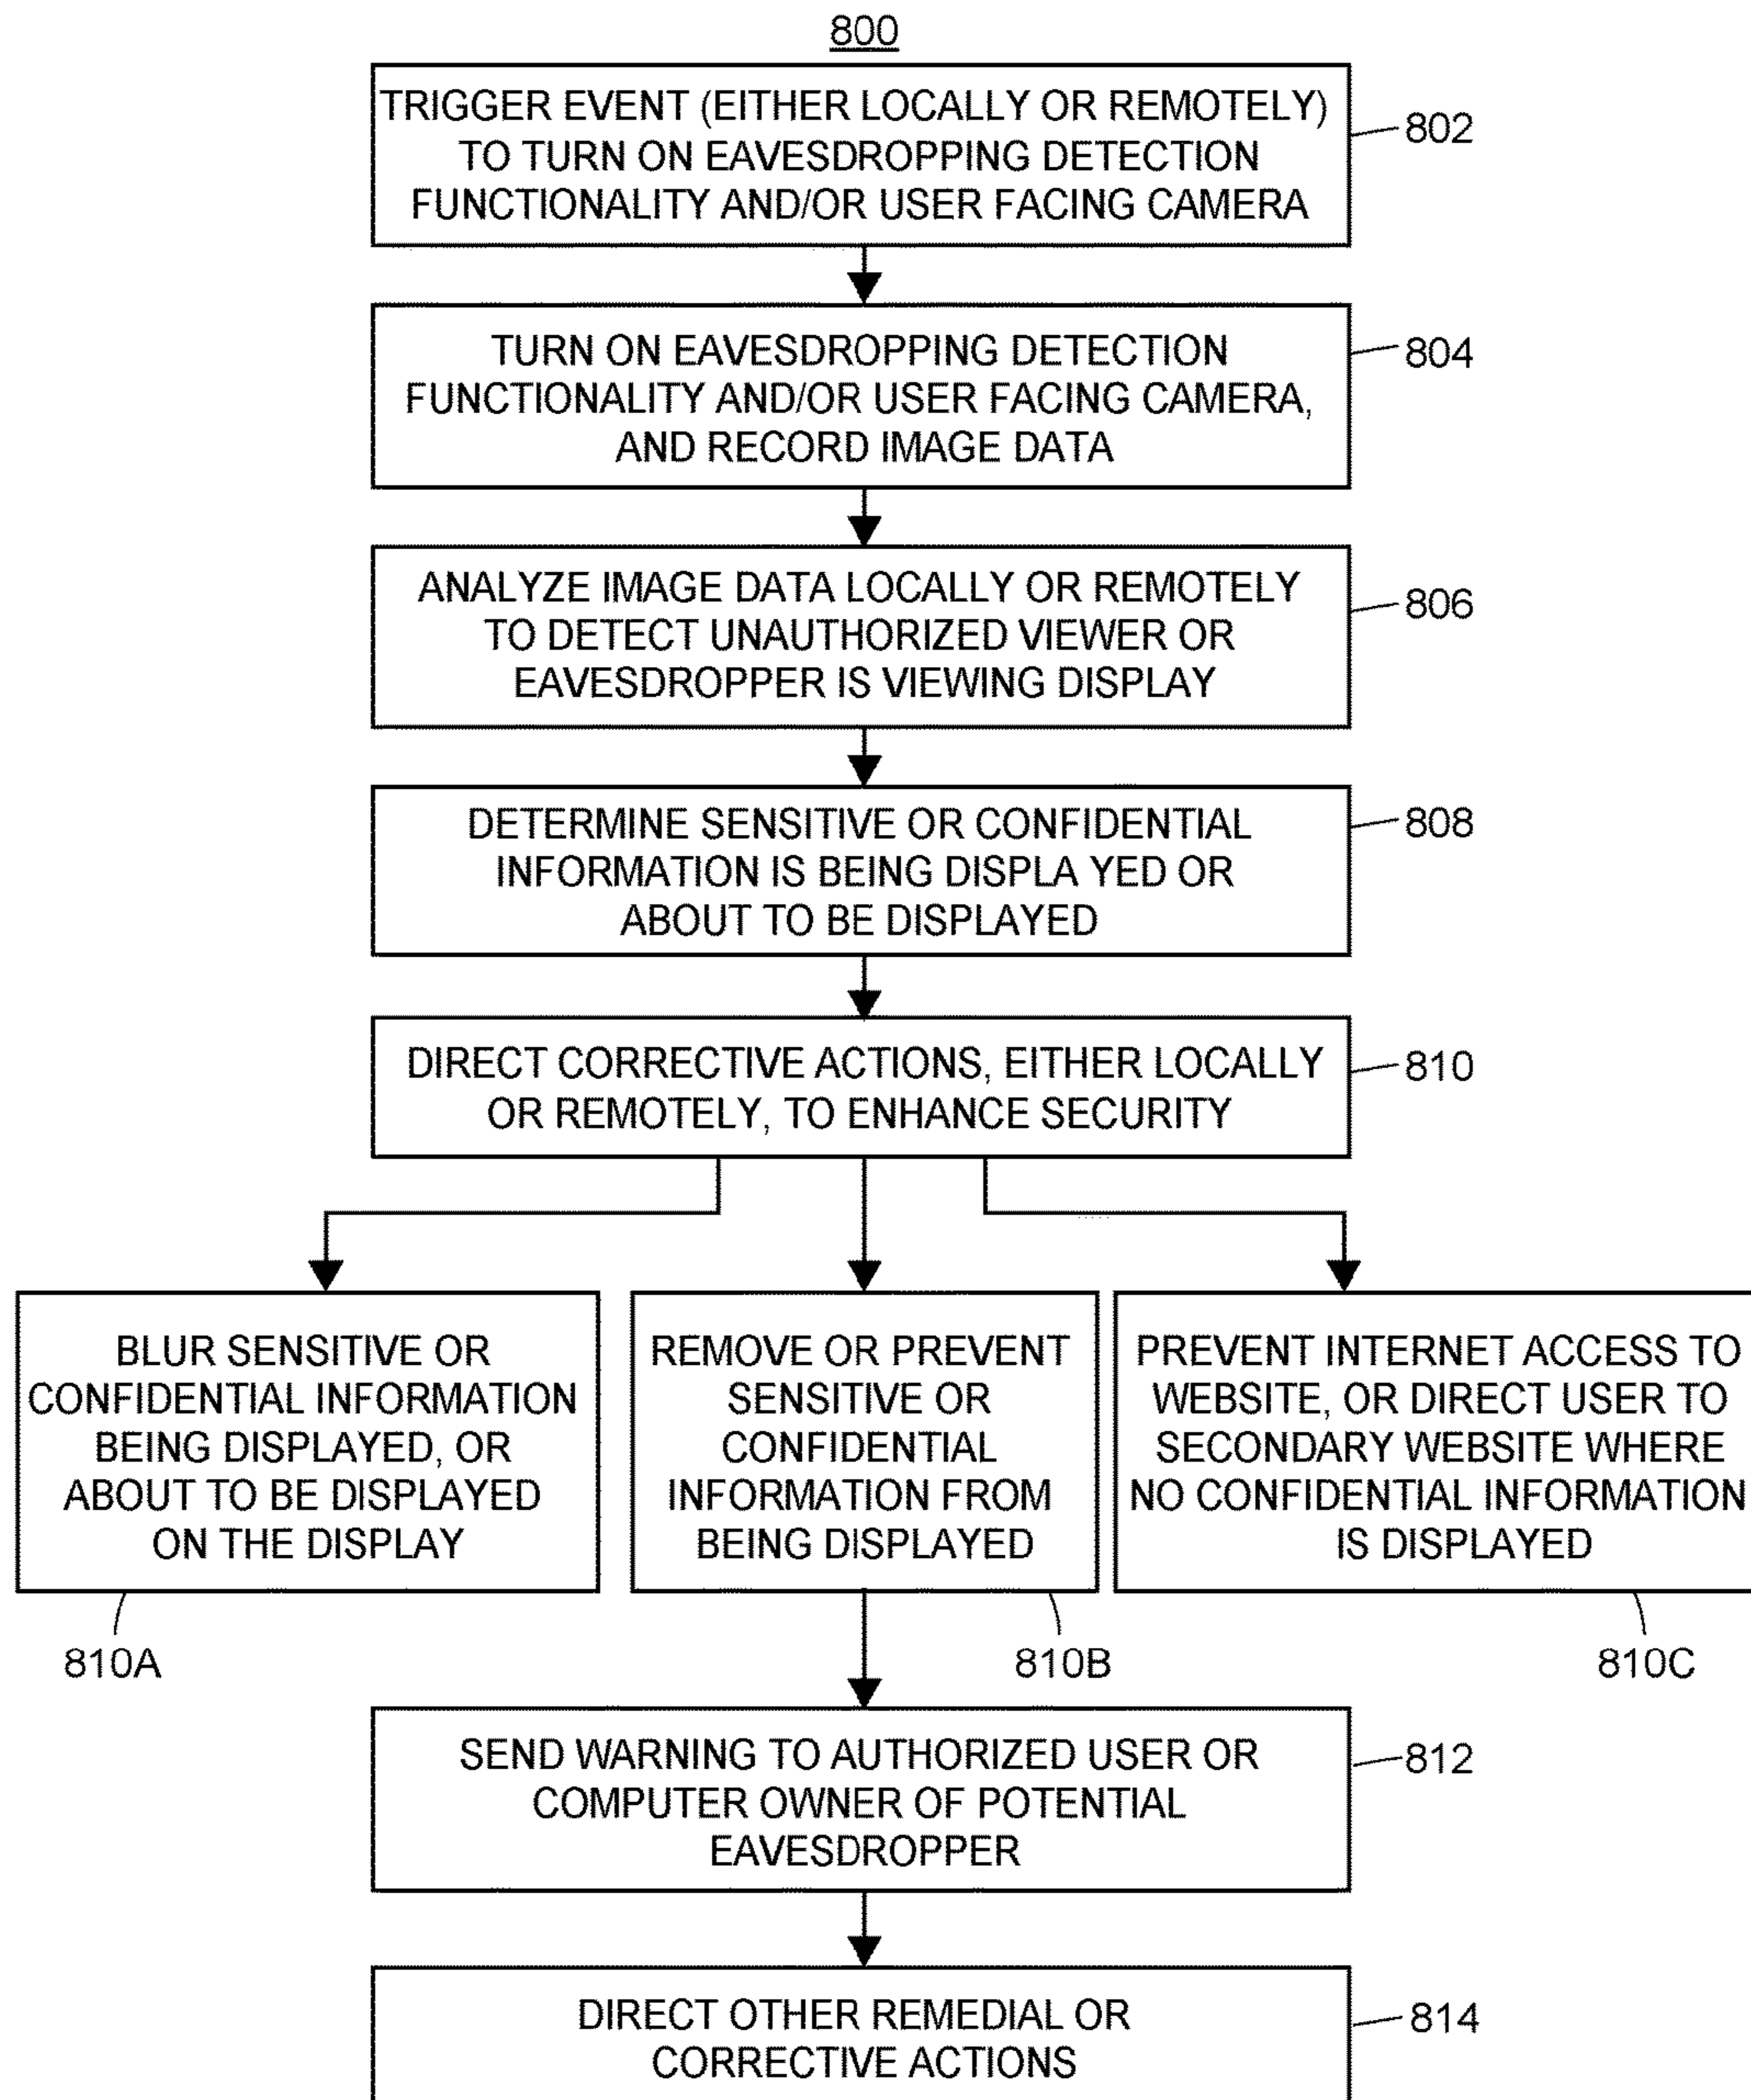 800
TRIGGER EVENT (EITHER LOCALLY OR REMOTELY)
TO TURN ON EAVESDROPPING DETECTION
FUNCTIONALITY AND/OR USER FACING CAMERA
802
TURN ON EAVESDROPPING DETECTION
FUNCTIONALITY AND/OR USER FACING CAMERA,
AND RECORD IMAGE DATA
804
ANALYZE IMAGE DATA LOCALLY OR REMOTELY
TO DETECT UNAUTHORIZED VIEWER OR
EAVESDROPPER IS VIEWING DISPLAY
806
DETERMINE SENSITIVE OR CONFIDENTIAL
INFORMATION IS BEING DISPLA YED OR
ABOUT TO BE DISPLAYED
808
DIRECT CORRECTIVE ACTIONS, EITHER LOCALLY
OR REMOTELY, TO ENHANCE SECURITY
810
BLUR SENSITIVE OR
CONFIDENTIAL INFORMATION
BEING DISPLAYED, OR
ABOUT TO BE DISPLAYED
ON THE DISPLAY
810A
REMOVE OR PREVENT
SENSITIVE OR
CONFIDENTIAL
INFORMATION FROM
BEING DISPLAYED
810B
PREVENT INTERNET ACCESS TO
WEBSITE, OR DIRECT USER TO
SECONDARY WEBSITE WHERE
NO CONFIDENTIAL INFORMATION
IS DISPLAYED
810C
SEND WARNING TO AUTHORIZED USER OR
COMPUTER OWNER OF POTENTIAL
EAVESDROPPER
812
DIRECT OTHER REMEDIAL OR
CORRECTIVE ACTIONS
814